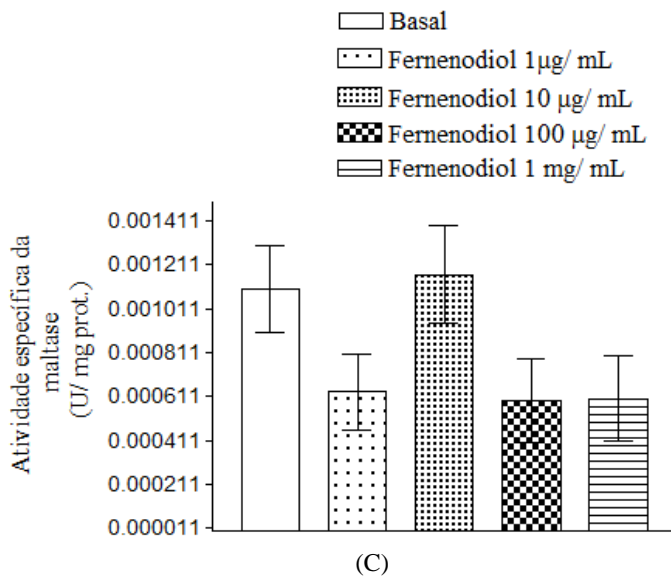 Basal
Fernenodiol 1μg/ mL
Fernenodiol 10 μg/ mL
Fernenodiol 100 μg/ mL
Fernenodiol 1 mg/ mL
Atividade específica da
maltase
(U/ mg prot.)
0.001411
0.001211
0.001011
0.000811
0.000611
0.000411
0.000211
0.000011
(C)